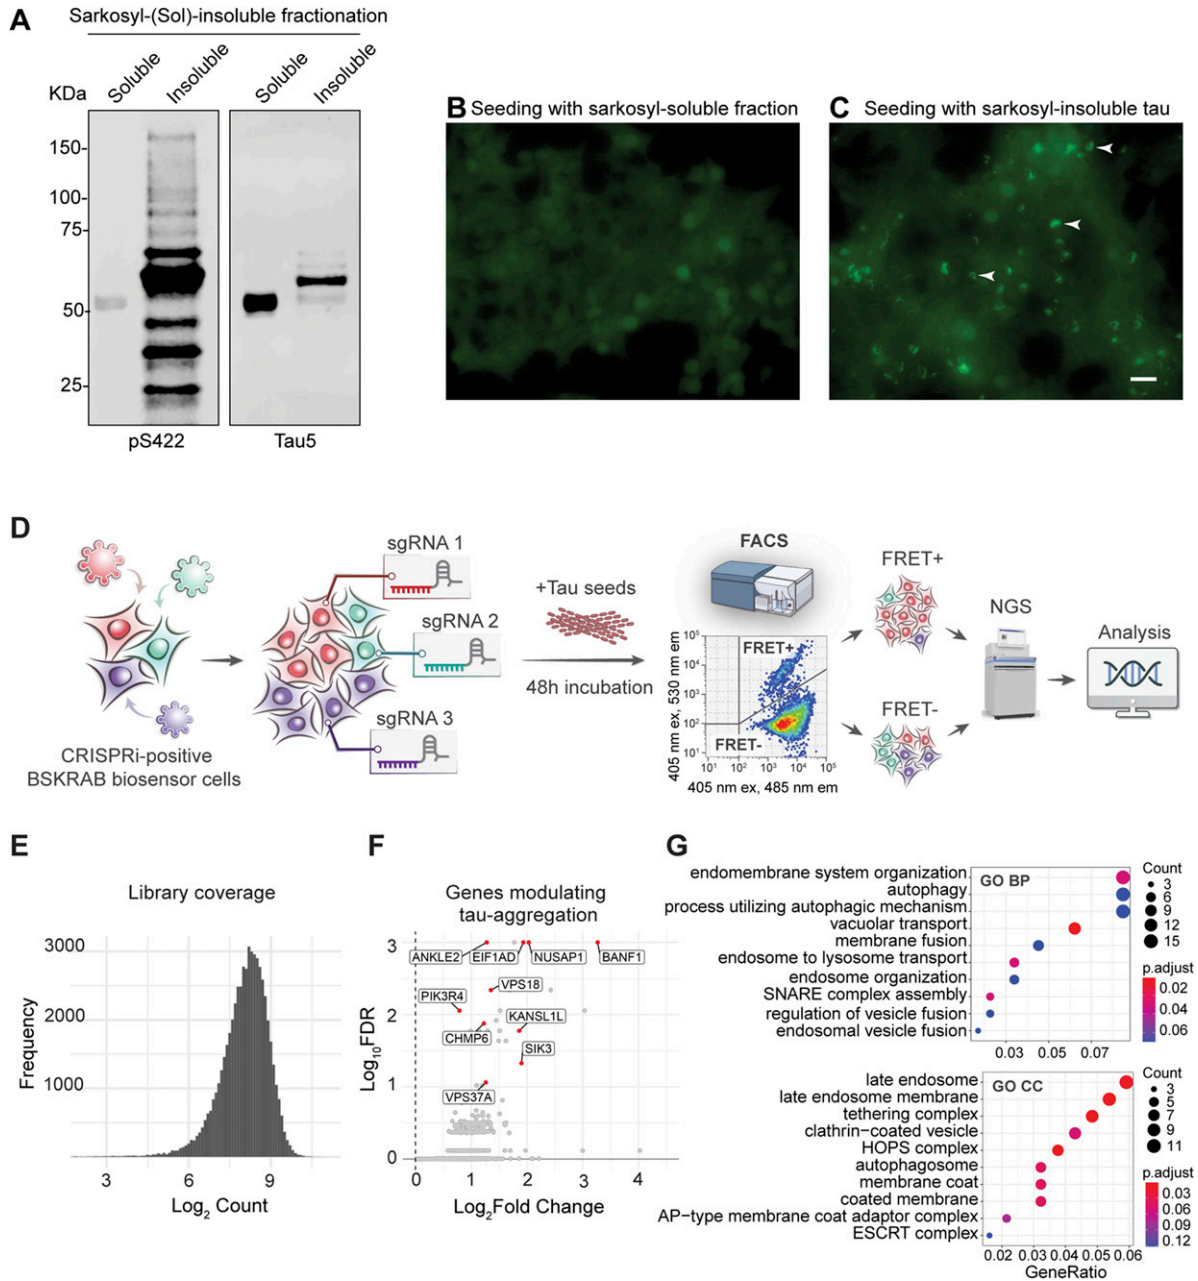 A
Sarkosyl-(Sol)-insoluble fractionation
Soluble
Insoluble
Soluble
Insoluble
KDa
150-
100-
75-
50-
25-
pS422
Tau5
B Seeding with sarkosyl-soluble fraction
C Seeding with sarkosyl-insoluble tau
D
CRISPRi-positive
BSKRAB biosensor cells
sgRNA 1
sgRNA 2
sgRNA 3
+Tau seeds
48h incubation
FACS
405 nm ex, 530 nm em
10⁵
10⁴
10³
10²
10¹
FRET+
FRET-
10¹ 10² 10³ 10⁴ 10⁵
405 nm ex, 485 nm em
FRET+
FRET-
NGS
Analysis
E
Library coverage
Frequency
3000
2000
1000
3 6 9
Log₂ Count
F
Genes modulating
tau-aggregation
Log₁₀FDR
3
2
1
0
ANKLE2
EIF1AD
NUSAP1
BANF1
VPS18
PIK3R4
KANSL1L
CHMP6
SIK3
VPS37A
0 1 2 3 4
Log₂Fold Change
G
GO BP
endomembrane system organization
autophagy
process utilizing autophagic mechanism
vacuolar transport
membrane fusion
endosome to lysosome transport
endosome organization
SNARE complex assembly
regulation of vesicle fusion
endosomal vesicle fusion
0.03 0.05 0.07
Count
3
6
9
12
15
p.adjust
0.02
0.04
0.06
GO CC
late endosome
late endosome membrane
tethering complex
clathrin-coated vesicle
HOPS complex
autophagosome
membrane coat
coated membrane
AP−type membrane coat adaptor complex
ESCRT complex
0.02 0.03 0.04 0.05 0.06
GeneRatio
Count
3
5
7
9
11
p.adjust
0.03
0.06
0.09
0.12